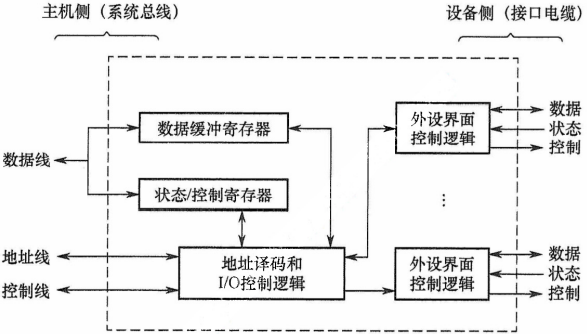 主机侧（系统总线）
设备侧（接口电缆）
数据缓冲寄存器
外设界面
控制逻辑
数据
状态
控制
数据线
状态/控制寄存器
⋯
地址线
控制线
地址译码和
I/O控制逻辑
外设界面
控制逻辑
数据
状态
控制